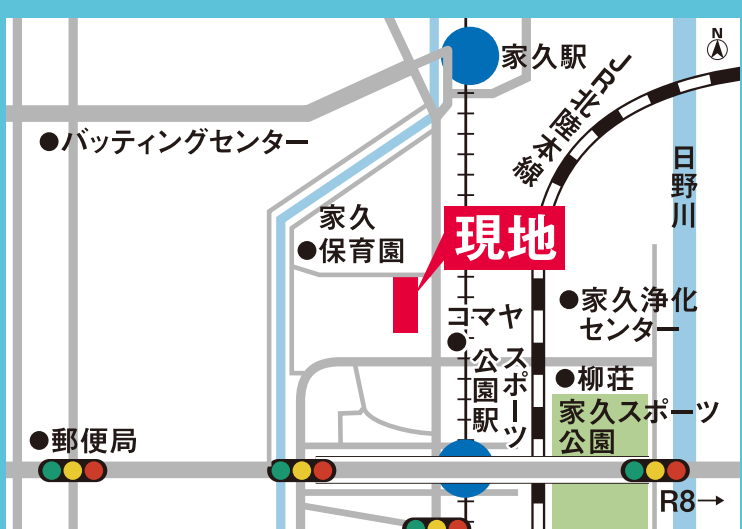 N
家久駅
JR北陸本線
バッティングセンター
日野川
家久
保育園
現地
家久浄化
センター
コマヤ
スポーツ
公園駅
柳荘
家久スポーツ
公園
郵便局
R8→